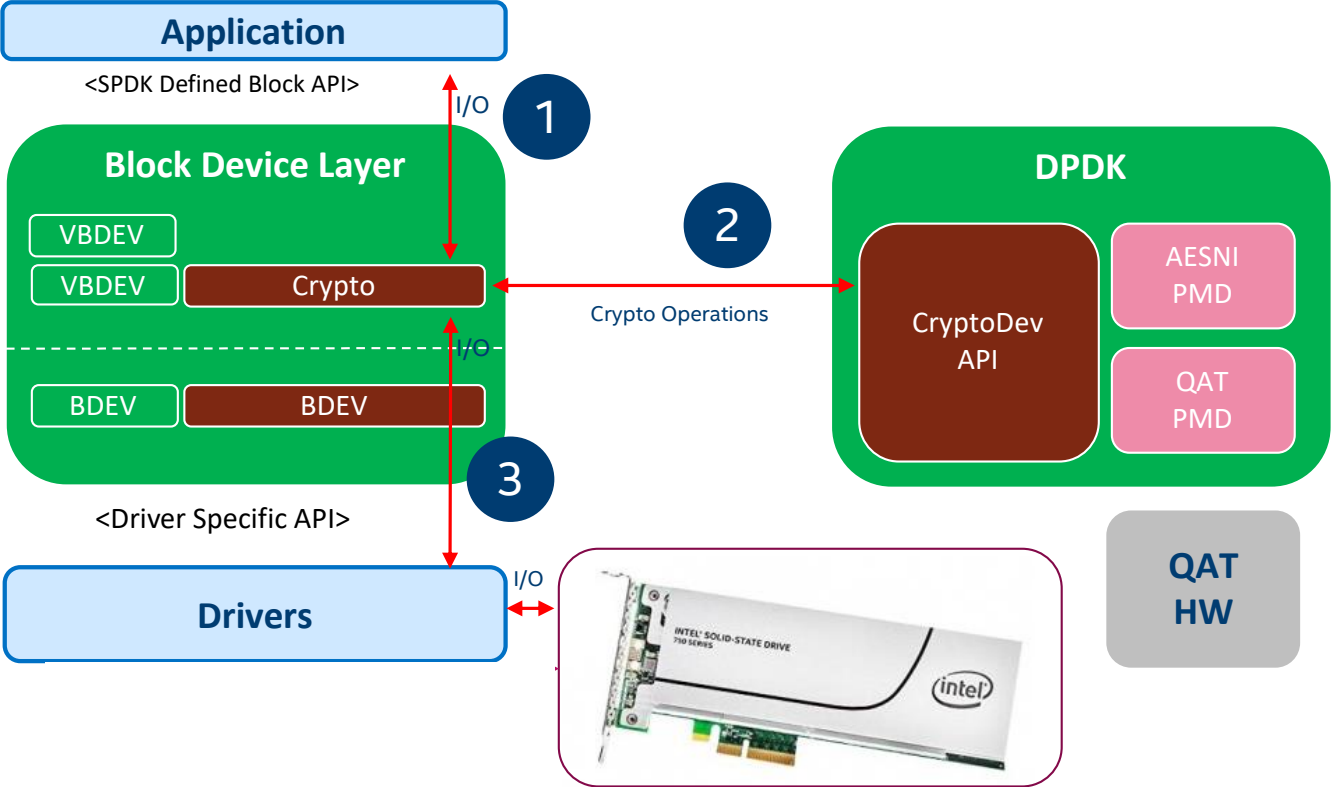 Application
<SPDK Defined Block API>
I/O
1
Block Device Layer
VBDEV
VBDEV
Crypto
I/O
BDEV
BDEV
3
<Driver Specific API>
Drivers
I/O
2
Crypto Operations
DPDK
CryptoDev
API
AESNI
PMD
QAT
PMD
QAT
HW
INTEL® SOLID-STATE DRIVE
750 SERIES
intel®